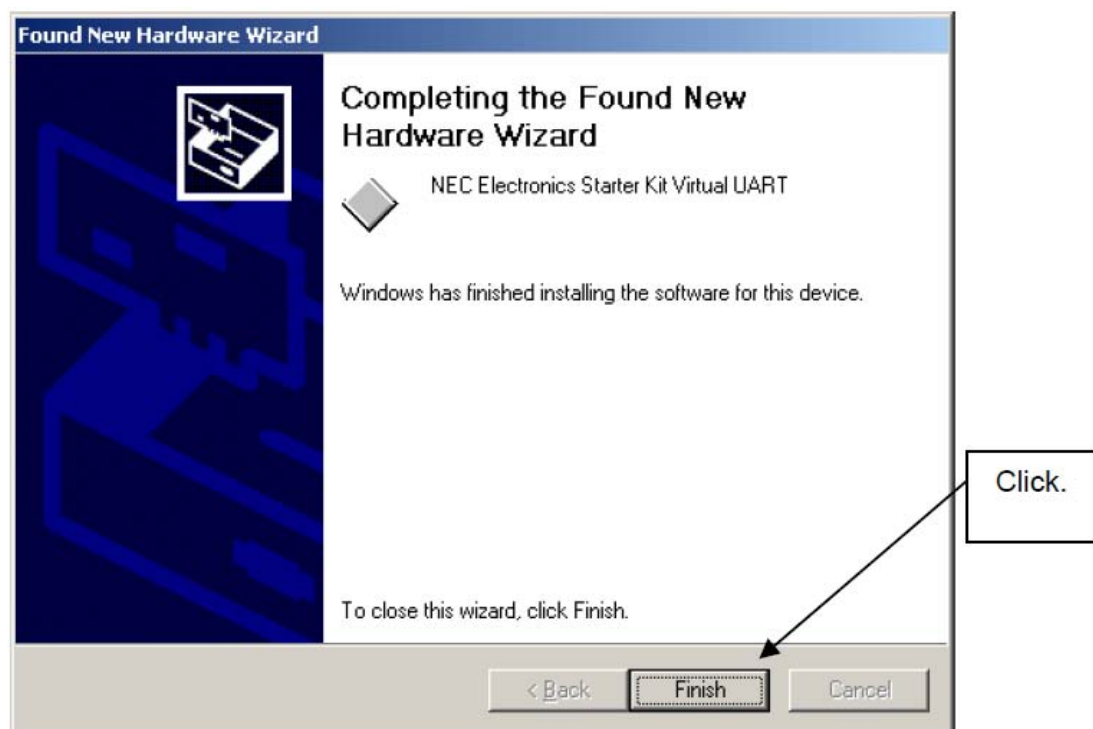 Found New Hardware Wizard
Completing the Found New
Hardware Wizard
NEC Electronics Starter Kit Virtual UART
Windows has finished installing the software for this device.
Click.
To close this wizard, click Finish.
< Back
Finish
Cancel